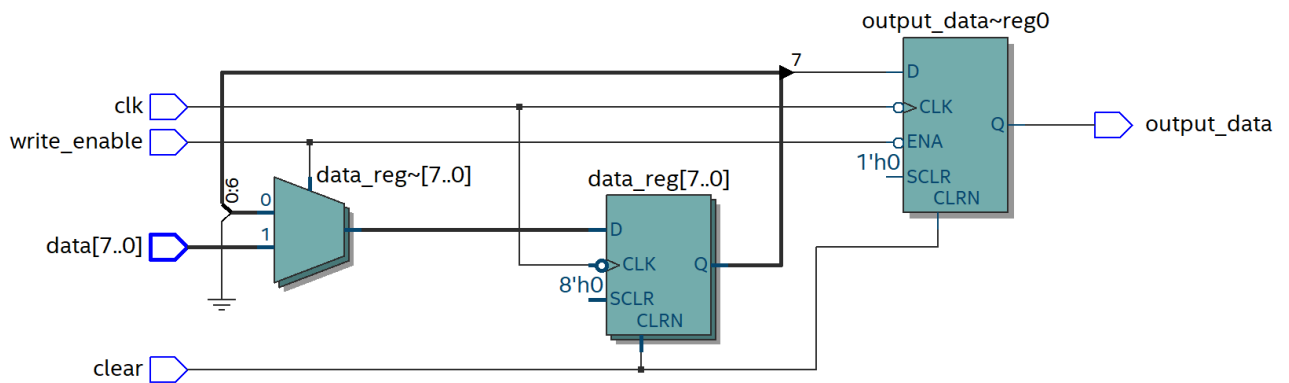 output_data~reg0
7
D
clk
CLK
Q
output_data
write_enable
ENA
1'h0
SCLR
CLRN
data_reg~[7..0]
data_reg[7..0]
0:6
0
1
data[7..0]
D
CLK
Q
8'h0
SCLR
CLRN
clear